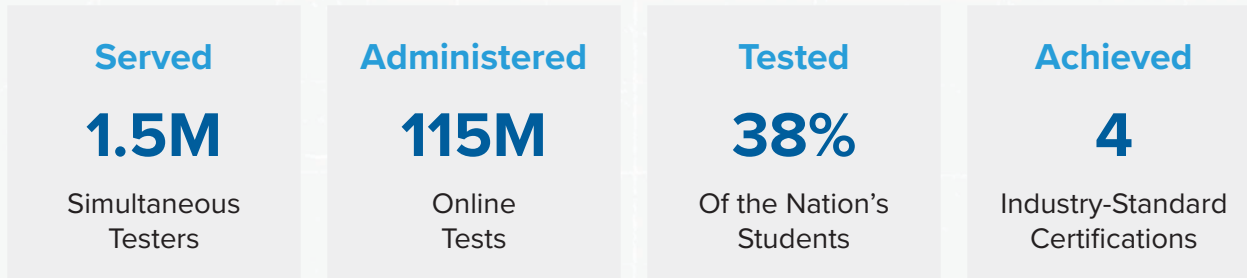 Served
1.5M
Simultaneous
Testers
Administered
115M
Online
Tests
Tested
38%
Of the Nation's
Students
Achieved
4
Industry-Standard
Certifications